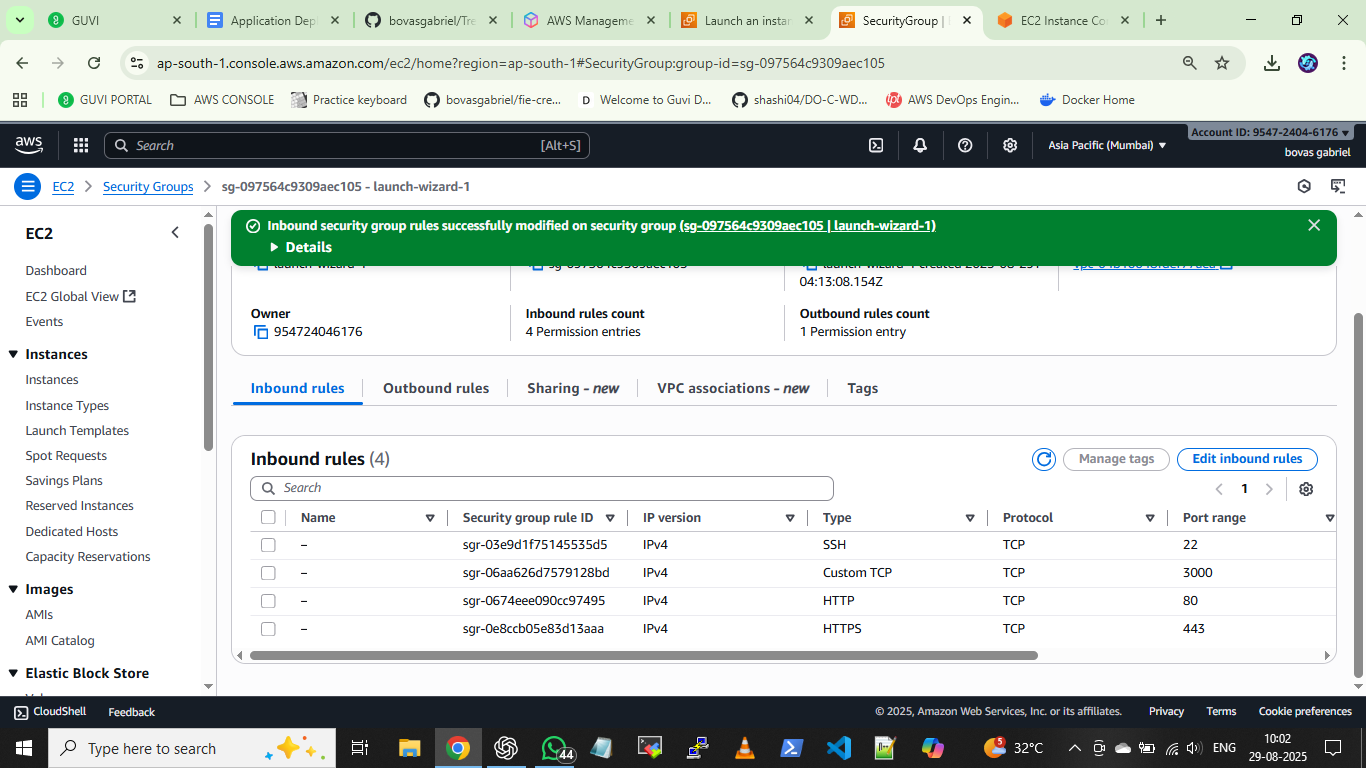 GUVI
Application Depl
bovasgabriel/Tre
AWS Manageme
Launch an instan
SecurityGroup |
EC2 Instance Co
ap-south-1.console.aws.amazon.com/ec2/home?region=ap-south-1#SecurityGroup:group-id=sg-097564c9309aec105
GUVI PORTAL
AWS CONSOLE
Practice keyboard
bovasgabriel/fie-cre...
Welcome to Guvi D...
shashi04/DO-C-WD...
AWS DevOps Engin...
Docker Home
aws
Search
[Alt+S]
Asia Pacific (Mumbai)
Account ID: 9547-2404-6176
bovas gabriel
EC2
Security Groups
sg-097564c9309aec105 - launch-wizard-1
EC2
Dashboard
EC2 Global View
Events
Instances
Instances
Instance Types
Launch Templates
Spot Requests
Savings Plans
Reserved Instances
Dedicated Hosts
Capacity Reservations
Images
AMIs
AMI Catalog
Elastic Block Store
Inbound security group rules successfully modified on security group (sg-097564c9309aec105 | launch-wizard-1)
Details
04:13:08.154Z
Owner
954724046176
Inbound rules count
4 Permission entries
Outbound rules count
1 Permission entry
Inbound rules
Outbound rules
Sharing - new
VPC associations - new
Tags
Inbound rules (4)
Manage tags
Edit inbound rules
Search
1
Name Security group rule ID IP version Type Protocol Port range
– sgr-03e9d1f75145535d5 IPv4 SSH TCP 22
– sgr-06aa626d7579128bd IPv4 Custom TCP TCP 3000
– sgr-0674eee090cc97495 IPv4 HTTP TCP 80
– sgr-0e8ccb05e83d13aaa IPv4 HTTPS TCP 443
CloudShell
Feedback
© 2025, Amazon Web Services, Inc. or its affiliates.
Privacy
Terms
Cookie preferences
Type here to search
44
5
32°C
ENG
10:02
29-08-2025